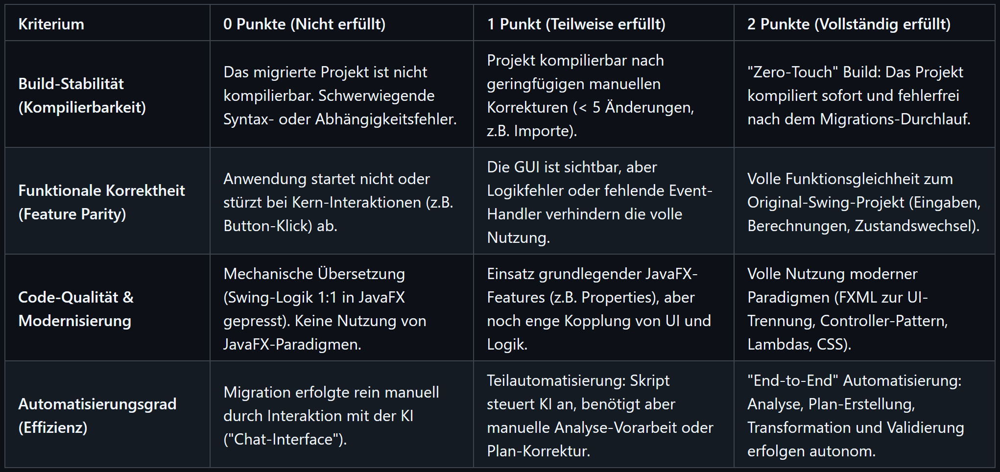 Kriterium
0 Punkte (Nicht erfüllt)
1 Punkt (Teilweise erfüllt)
2 Punkte (Vollständig erfüllt)
Build-Stabilität
(Kompilierbarkeit)
Das migrierte Projekt ist nicht
kompilierbar. Schwerwiegende
Syntax- oder Abhängigkeitsfehler.
Projekt kompilierbar nach
geringfügigen manuellen
Korrekturen (< 5 Änderungen,
z.B. Importe).
"Zero-Touch" Build: Das Projekt
kompiliert sofort und fehlerfrei
nach dem Migrations-Durchlauf.
Funktionale Korrektheit
(Feature Parity)
Anwendung startet nicht oder
stürzt bei Kern-Interaktionen (z.B.
Button-Klick) ab.
Die GUI ist sichtbar, aber
Logikfehler oder fehlende Event-
Handler verhindern die volle
Nutzung.
Volle Funktionsgleichheit zum
Original-Swing-Projekt (Eingaben,
Berechnungen, Zustandswechsel).
Code-Qualität &
Modernisierung
Mechanische Übersetzung
(Swing-Logik 1:1 in JavaFX
gepresst). Keine Nutzung von
JavaFX-Paradigmen.
Einsatz grundlegender JavaFX-
Features (z.B. Properties), aber
noch enge Kopplung von UI und
Logik.
Volle Nutzung moderner
Paradigmen (FXML zur UI-
Trennung, Controller-Pattern,
Lambdas, CSS).
Automatisierungsgrad
(Effizienz)
Migration erfolgte rein manuell
durch Interaktion mit der KI
("Chat-Interface").
Teilautomatisierung: Skript
steuert KI an, benötigt aber
manuelle Analyse-Vorarbeit oder
Plan-Korrektur.
"End-to-End" Automatisierung:
Analyse, Plan-Erstellung,
Transformation und Validierung
erfolgen autonom.